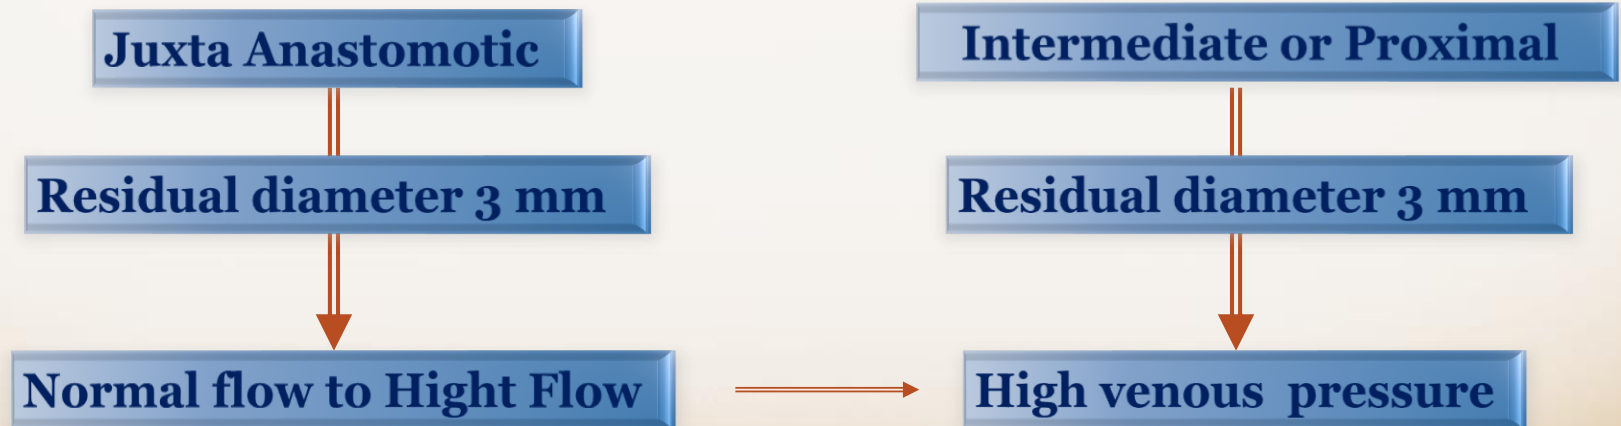 Juxta Anastomotic
Intermediate or Proximal
Residual diameter 3 mm
Residual diameter 3 mm
Normal flow to Hight Flow
High venous pressure